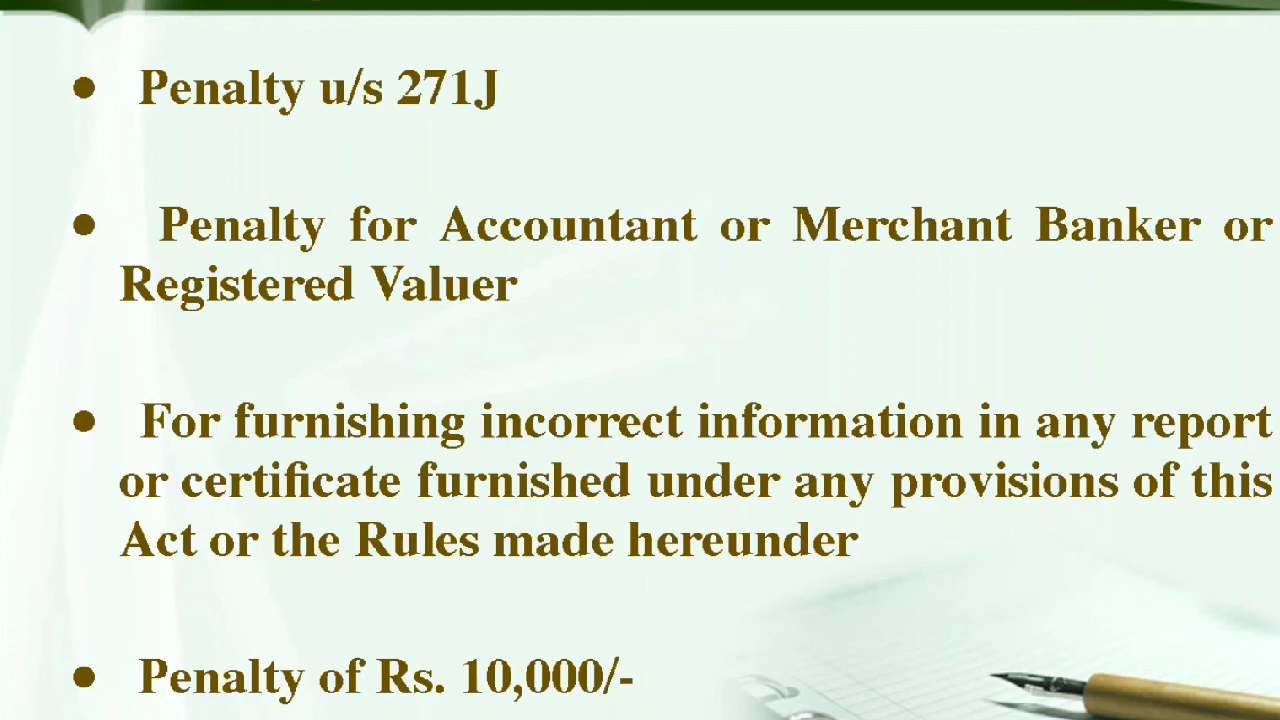 ● Penalty u/s 271J
● Penalty for Accountant or Merchant Banker or
Registered Valuer
● For furnishing incorrect information in any report
or certificate furnished under any provisions of this
Act or the Rules made hereunder
● Penalty of Rs. 10,000/-